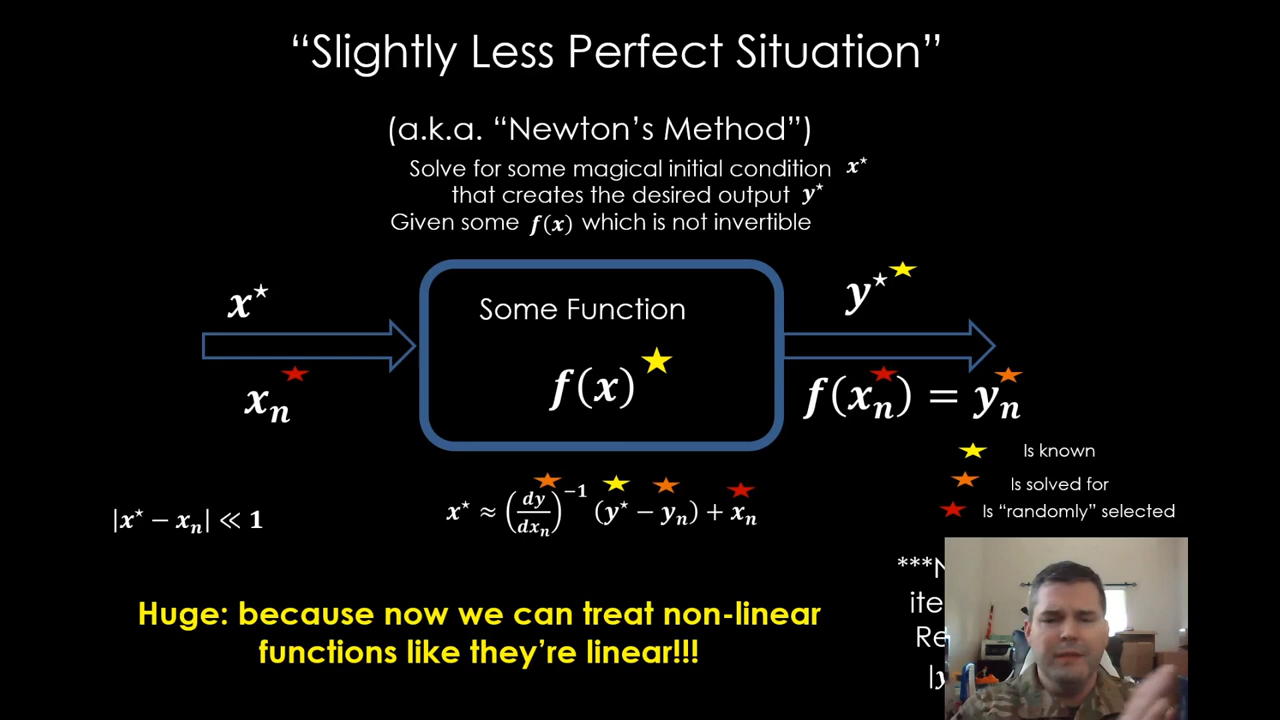 “Slightly Less Perfect Situation”
(a.k.a. “Newton’s Method”)
Solve for some magical initial condition x*
that creates the desired output y*
Given some f(x) which is not invertible
x*
y*
Some Function
f(x)
x_n
f(x_n) = y_n
Is known
Is solved for
Is “randomly” selected
|x* − x_n| ≪ 1
x* ≈ (dy/dx_n)^−1 (y* − y_n) + x_n
Huge: because now we can treat non-linear
functions like they’re linear!!!